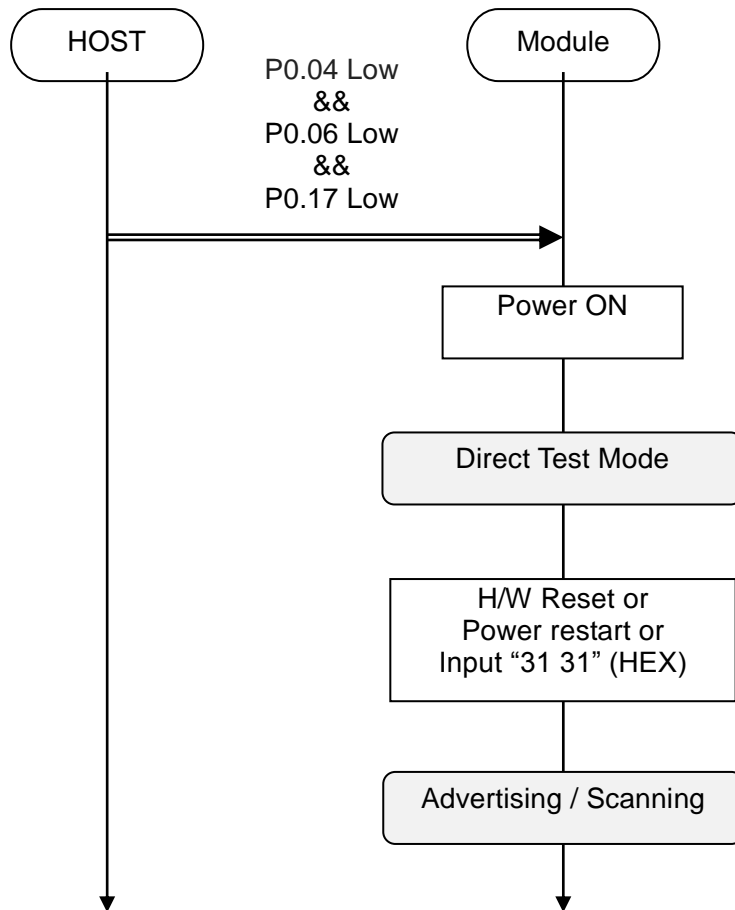 HOST
Module
P0.04 Low
&&
P0.06 Low
&&
P0.17 Low
Power ON
Direct Test Mode
H/W Reset or
Power restart or
Input “31 31” (HEX)
Advertising / Scanning